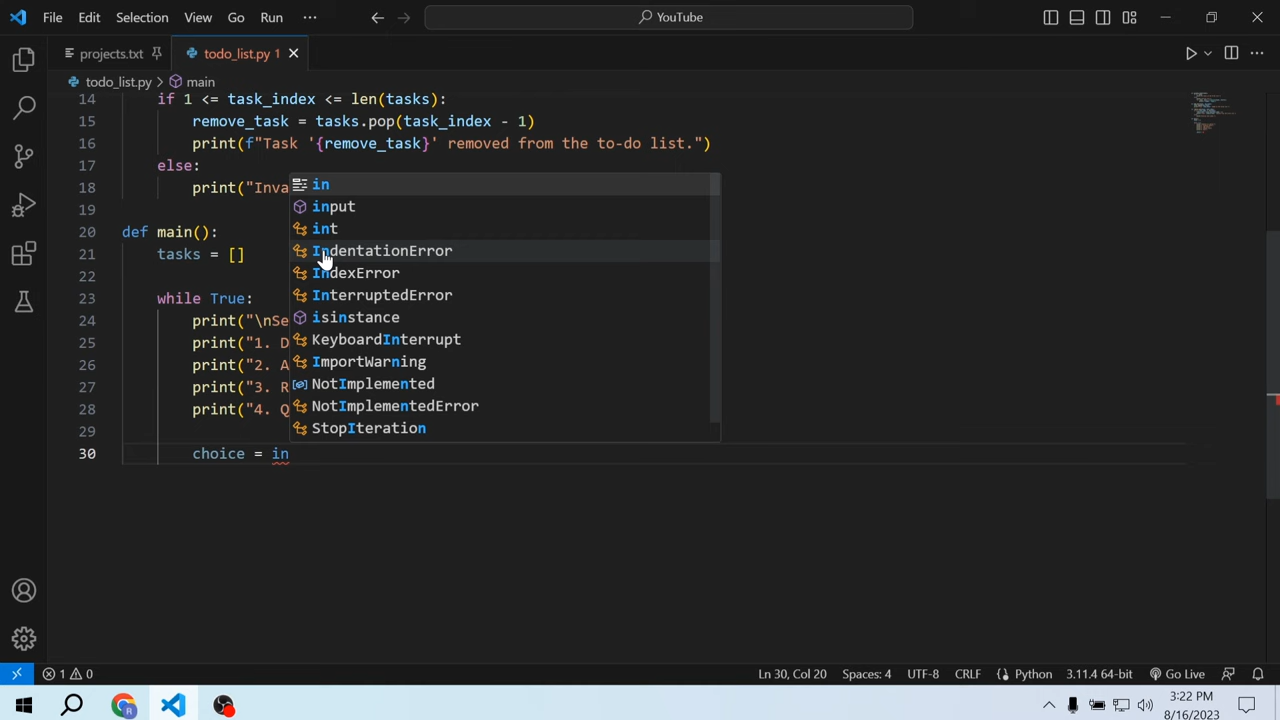 File Edit Selection View Go Run ··· YouTube
projects.txt todo_list.py 1
todo_list.py > main
14 if 1 <= task_index <= len(tasks):
15 remove_task = tasks.pop(task_index - 1)
16 print(f"Task '{remove_task}' removed from the to-do list.")
17 else:
18 print("Inva
19
20 def main():
21 tasks = []
22
23 while True:
24 print("\nSe
25 print("1. D
26 print("2. A
27 print("3. R
28 print("4. Q
29
30 choice = in
in
input
int
IndentationError
IndexError
InterruptedError
isinstance
KeyboardInterrupt
ImportWarning
NotImplemented
NotImplementedError
StopIteration
1 0 Ln 30, Col 20 Spaces: 4 UTF-8 CRLF Python 3.11.4 64-bit Go Live
3:22 PM
8/16/2023